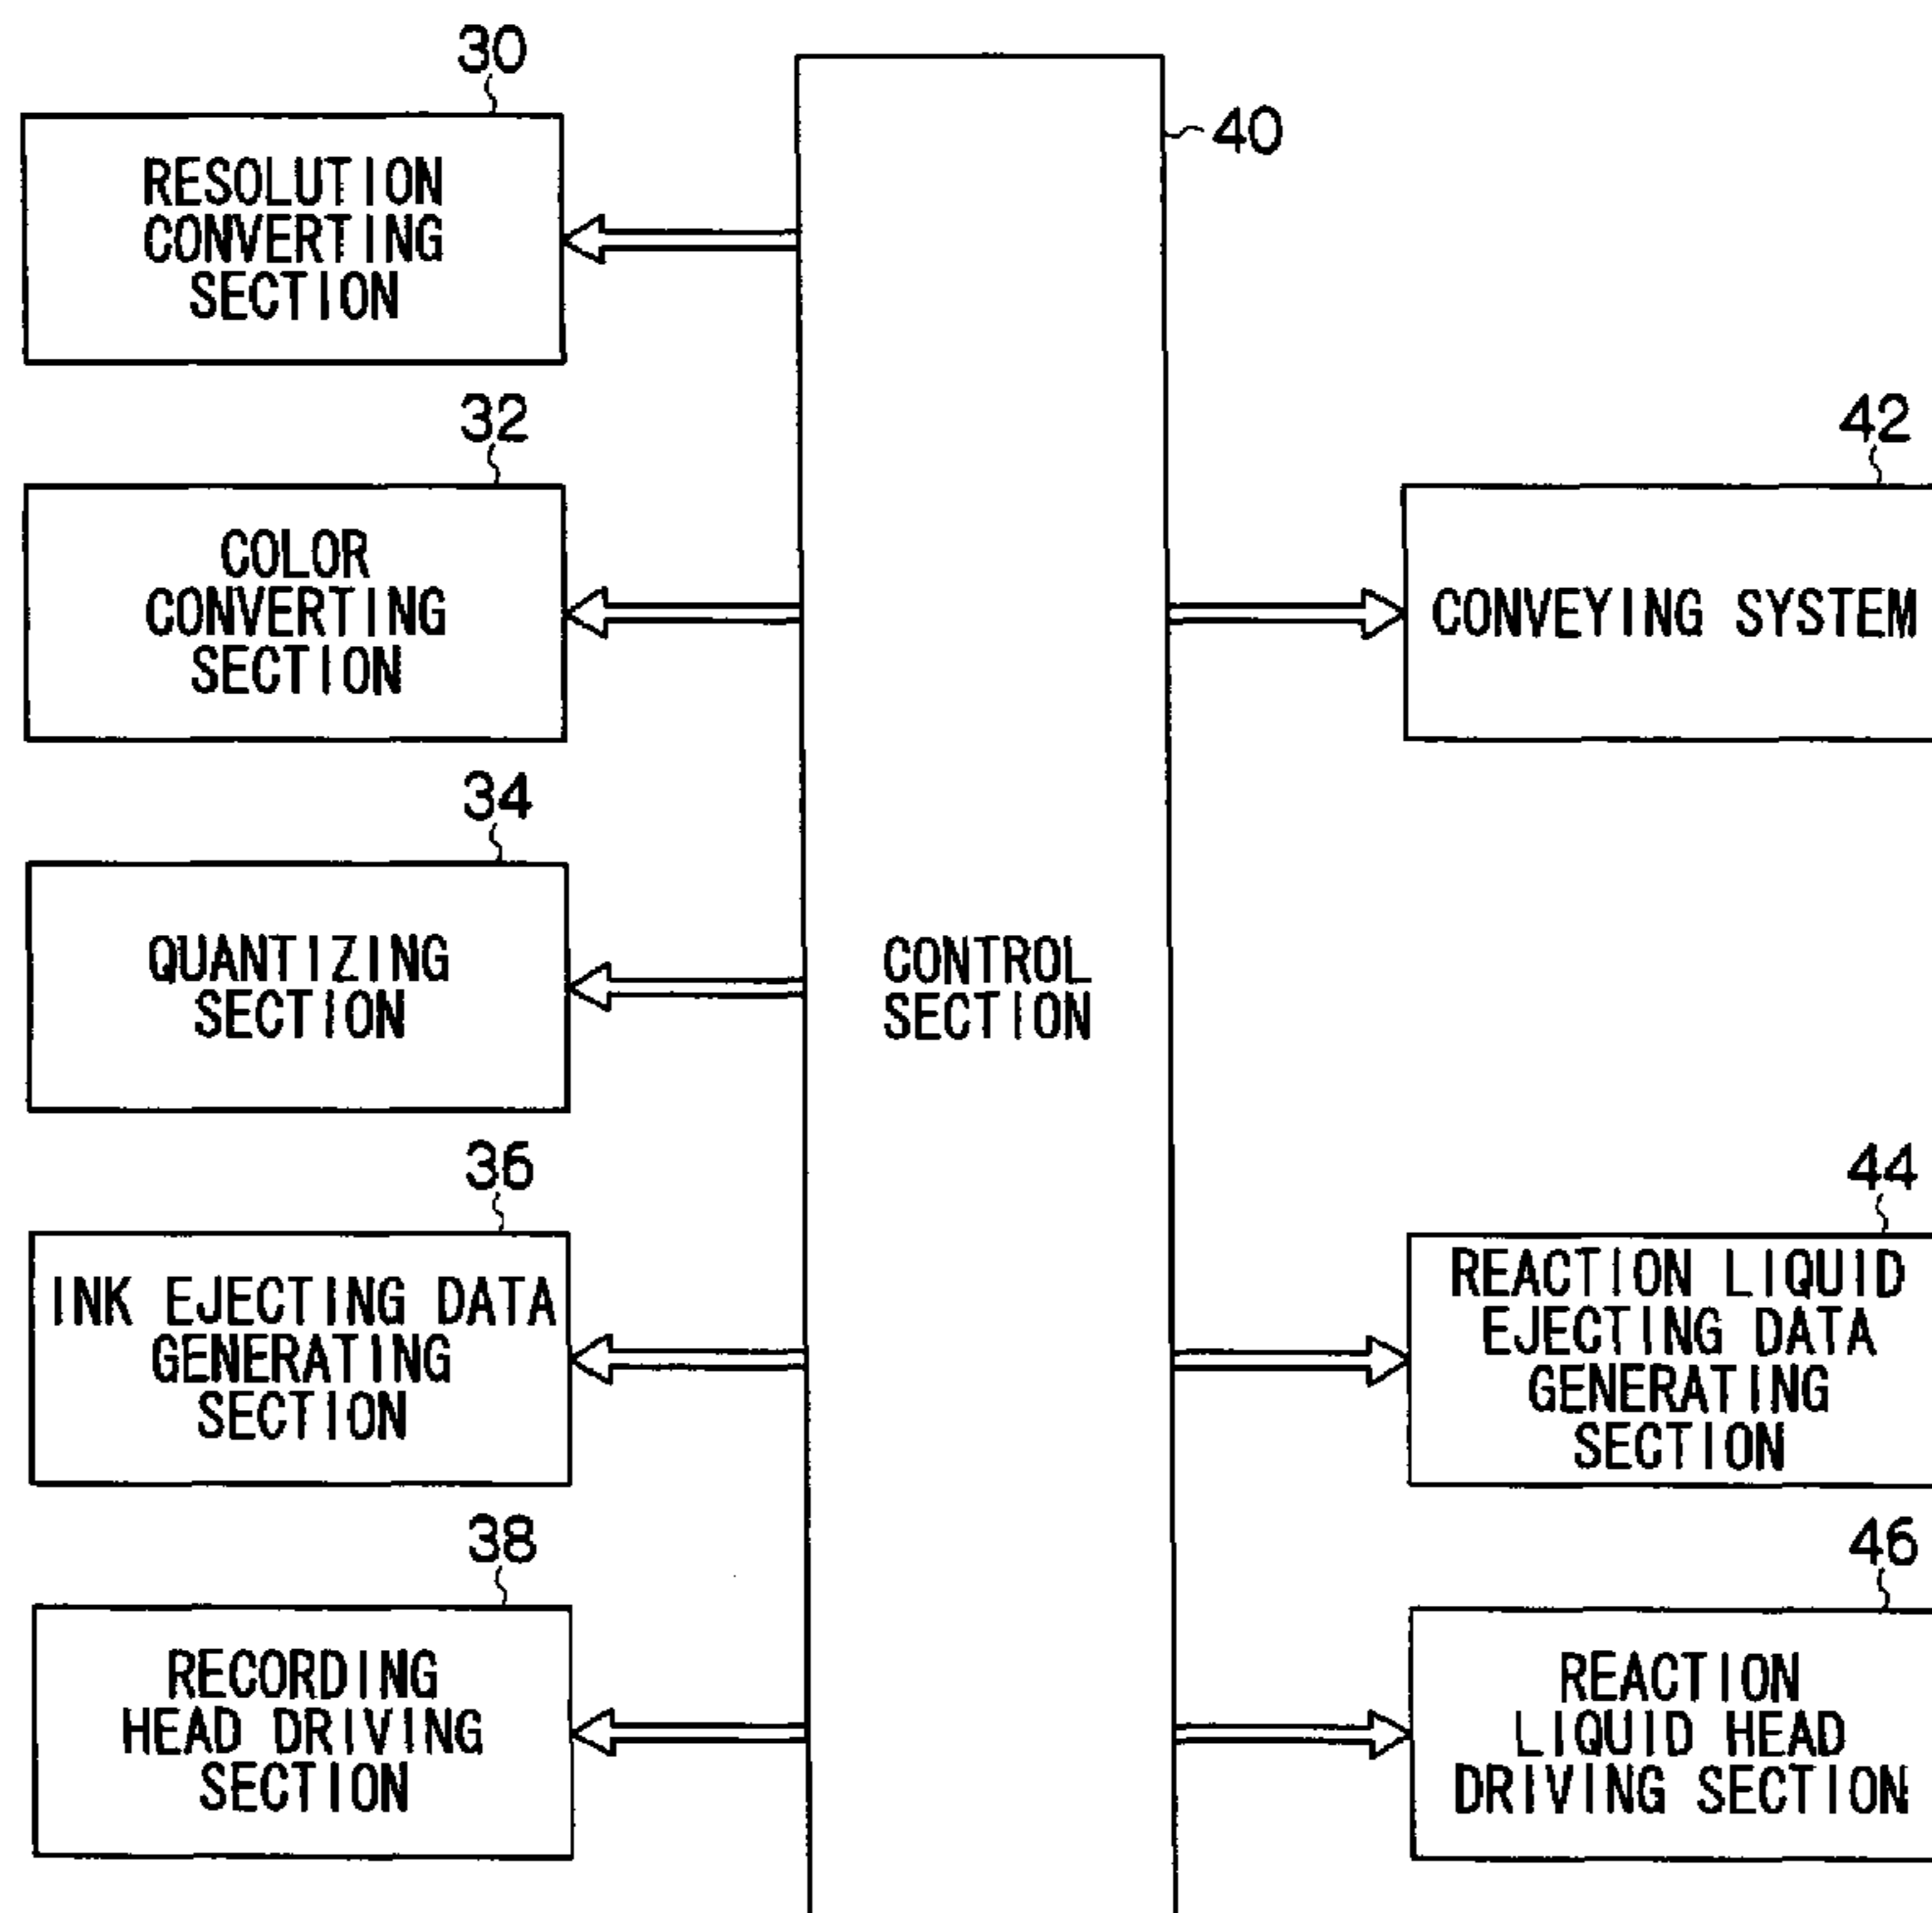 30
RESOLUTION
CONVERTING
SECTION
32
COLOR
CONVERTING
SECTION
34
QUANTIZING
SECTION
36
INK EJECTING DATA
GENERATING
SECTION
38
RECORDING
HEAD DRIVING
SECTION
40
CONTROL
SECTION
42
CONVEYING SYSTEM
44
REACTION LIQUID
EJECTING DATA
GENERATING
SECTION
46
REACTION
LIQUID HEAD
DRIVING SECTION